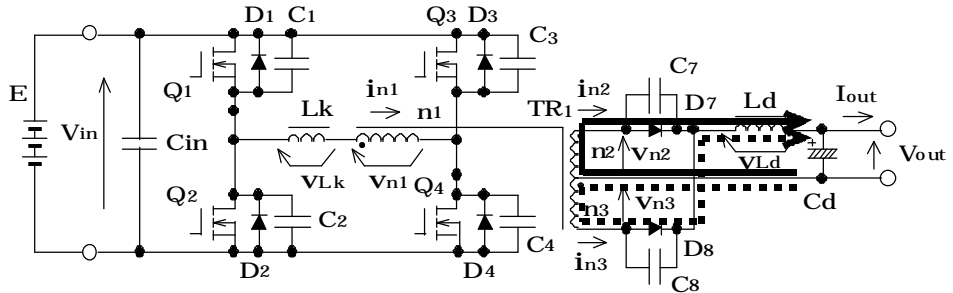 D1 C1 Q3 D3
C3
C7
Q1
E
Lk
in1
n1
TR1
in2
D7
Ld
Iout
Vin
Cin
n2
vn2
vLd
Vout
+
vLk
vn1
Q2
Q4
n3
vn3
Cd
C2
C4
D2
D4
in3
D8
C8